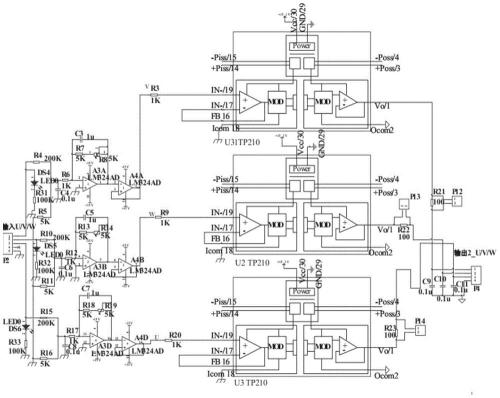 Vcc/30
GND/29
Power
-Piss/15
+Piss/14
-Poss/4
+Poss/3
V R3
1K
IN-/19
IN-/17
FB 16
Icom 18
MOD
MOD
Vo/1
Ocom2
U31TP210
C3 1u
R7
5K
R8
5K
R4
200K
DS4
LED0
R31
100K
R6
1K
C4
0.1u
A3A
LM324AD
A4A
LM324AD
R5
5K
输入U/V/W
P2
Vcc/30
GND/29
Power
-Piss/15
+Piss/14
-Poss/4
+Poss/3
W R9
1K
IN-/19
IN-/17
FB 16
Icom 18
MOD
MOD
Vo/1
Ocom2
U2 TP210
C5
1u
R13
5K
R14
5K
R10
200K
DS5
LED0
R32
100K
R12
1K
C6
0.1u
A3B
LM324AD
A4B
LM324AD
R11
5K
R21
100
PI2
PI3
R22
100
输出2_U/V/W
C9
0.1u
C10
0.1u
C11
0.1u
P4
Vcc/30
GND/29
Power
-Piss/15
+Piss/14
-Poss/4
+Poss/3
U R20
1K
IN-/19
IN-/17
FB 16
Icom 18
MOD
MOD
Vo/1
Ocom2
U3 TP210
C7
1u
R18
5K
R19
5K
R15
200K
LED0
DS6
R33
100K
R17
1K
C8
0.1u
A3D
LM324AD
A4D
LM324AD
R16
5K
R23
100
PI4